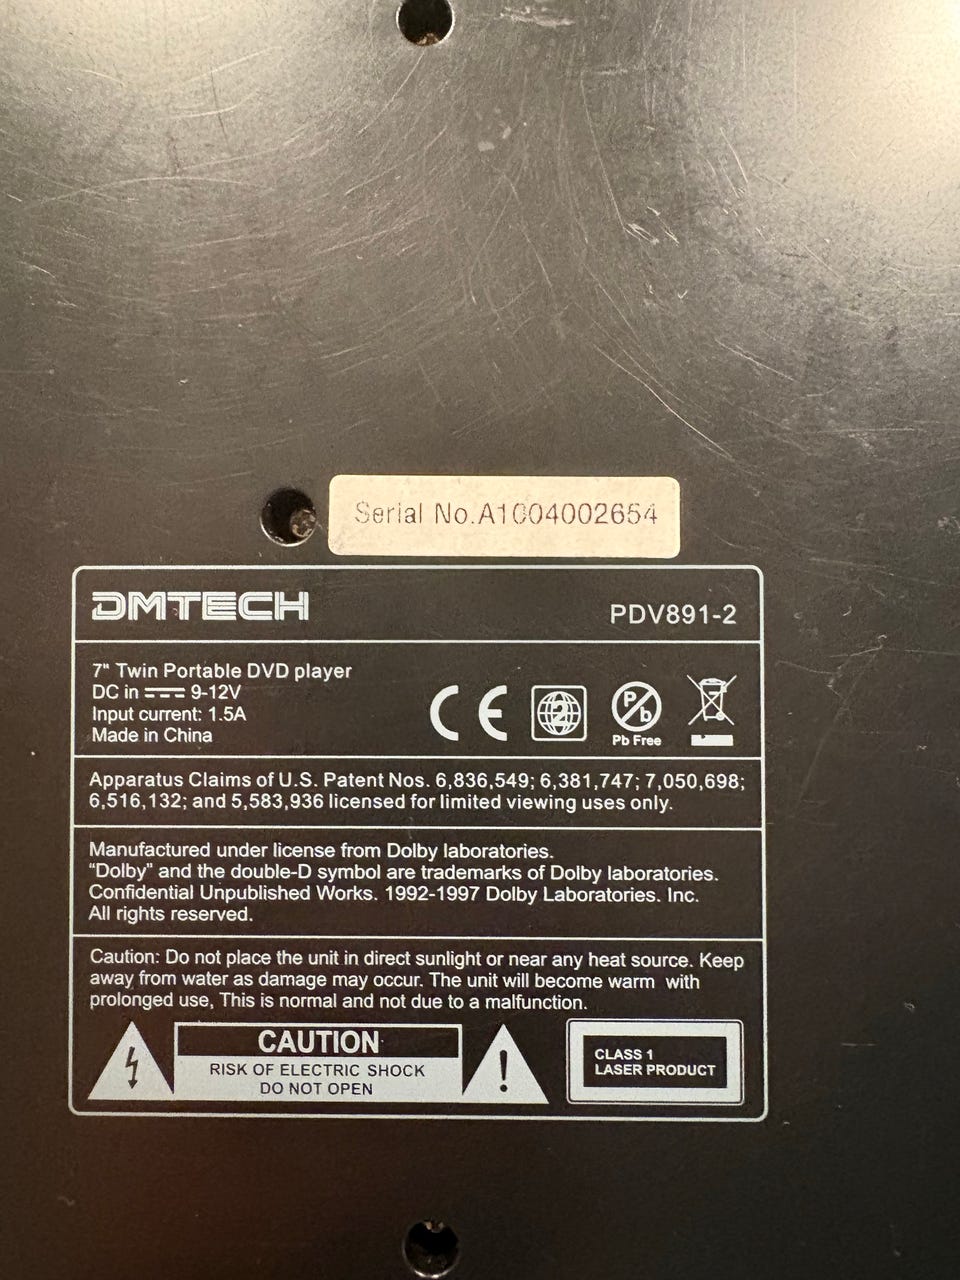 Serial No.A1004002654
DMTECH
PDV891-2
7" Twin Portable DVD player
DC in 9-12V
Input current: 1.5A
Made in China
CE
2
Pb
Pb Free
Apparatus Claims of U.S. Patent Nos. 6,836,549; 6,381,747; 7,050,698;
6,516,132; and 5,583,936 licensed for limited viewing uses only.
Manufactured under license from Dolby laboratories.
“Dolby” and the double-D symbol are trademarks of Dolby laboratories.
Confidential Unpublished Works. 1992-1997 Dolby Laboratories. Inc.
All rights reserved.
Caution: Do not place the unit in direct sunlight or near any heat source. Keep
away from water as damage may occur. The unit will become warm with
prolonged use, This is normal and not due to a malfunction.
CAUTION
RISK OF ELECTRIC SHOCK
DO NOT OPEN
!
CLASS 1
LASER PRODUCT